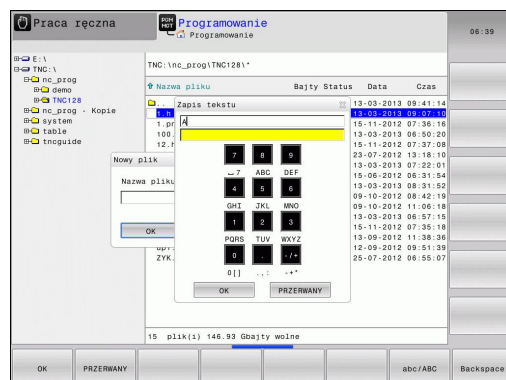 Praca ręczna
PGM MGT Programowanie
Programowanie
06:39
E:\
TNC:\
nc_prog
demo
TNC128
nc_prog - Kopie
system
table
tncguide
TNC:\nc_prog\TNC128\*
Nazwa pliku Bajty Status Data Czas
..
13-03-2013 09:41:14
1.h 13-03-2013 09:07:10
15-11-2012 07:36:16
100. 13-03-2013 06:50:20
12.h 15-11-2012 07:37:08
23-07-2012 13:18:10
13-03-2013 07:22:01
15-06-2012 06:31:54
13-03-2013 08:31:52
09-10-2012 08:42:19
09-10-2012 11:06:18
13-03-2013 06:57:15
15-11-2012 07:35:18
13-09-2012 11:38:36
12-09-2012 09:51:39
ZYK. 25-07-2012 06:55:07
Nowy plik
Nazwa pliku
OK
Zapis tekstu
A
7 8 9
7 ABC DEF
4 5 6
GHI JKL MNO
1 2 3
PQRS TUV WXYZ
0 . -/+
0[] .,: -+*
OK PRZERWANY
15 plik(i) 146.93 Gbajty wolne
OK PRZERWANY abc/ABC Backspace